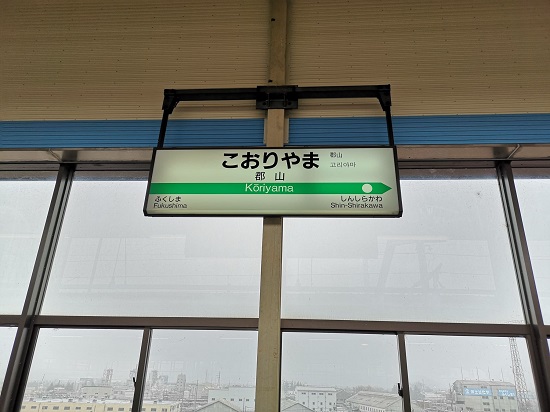 こおりやま
郡山
고리야마
郡山
Kōriyama
ふくしま
Fukushima
しんしらかわ
Shin-Shirakawa